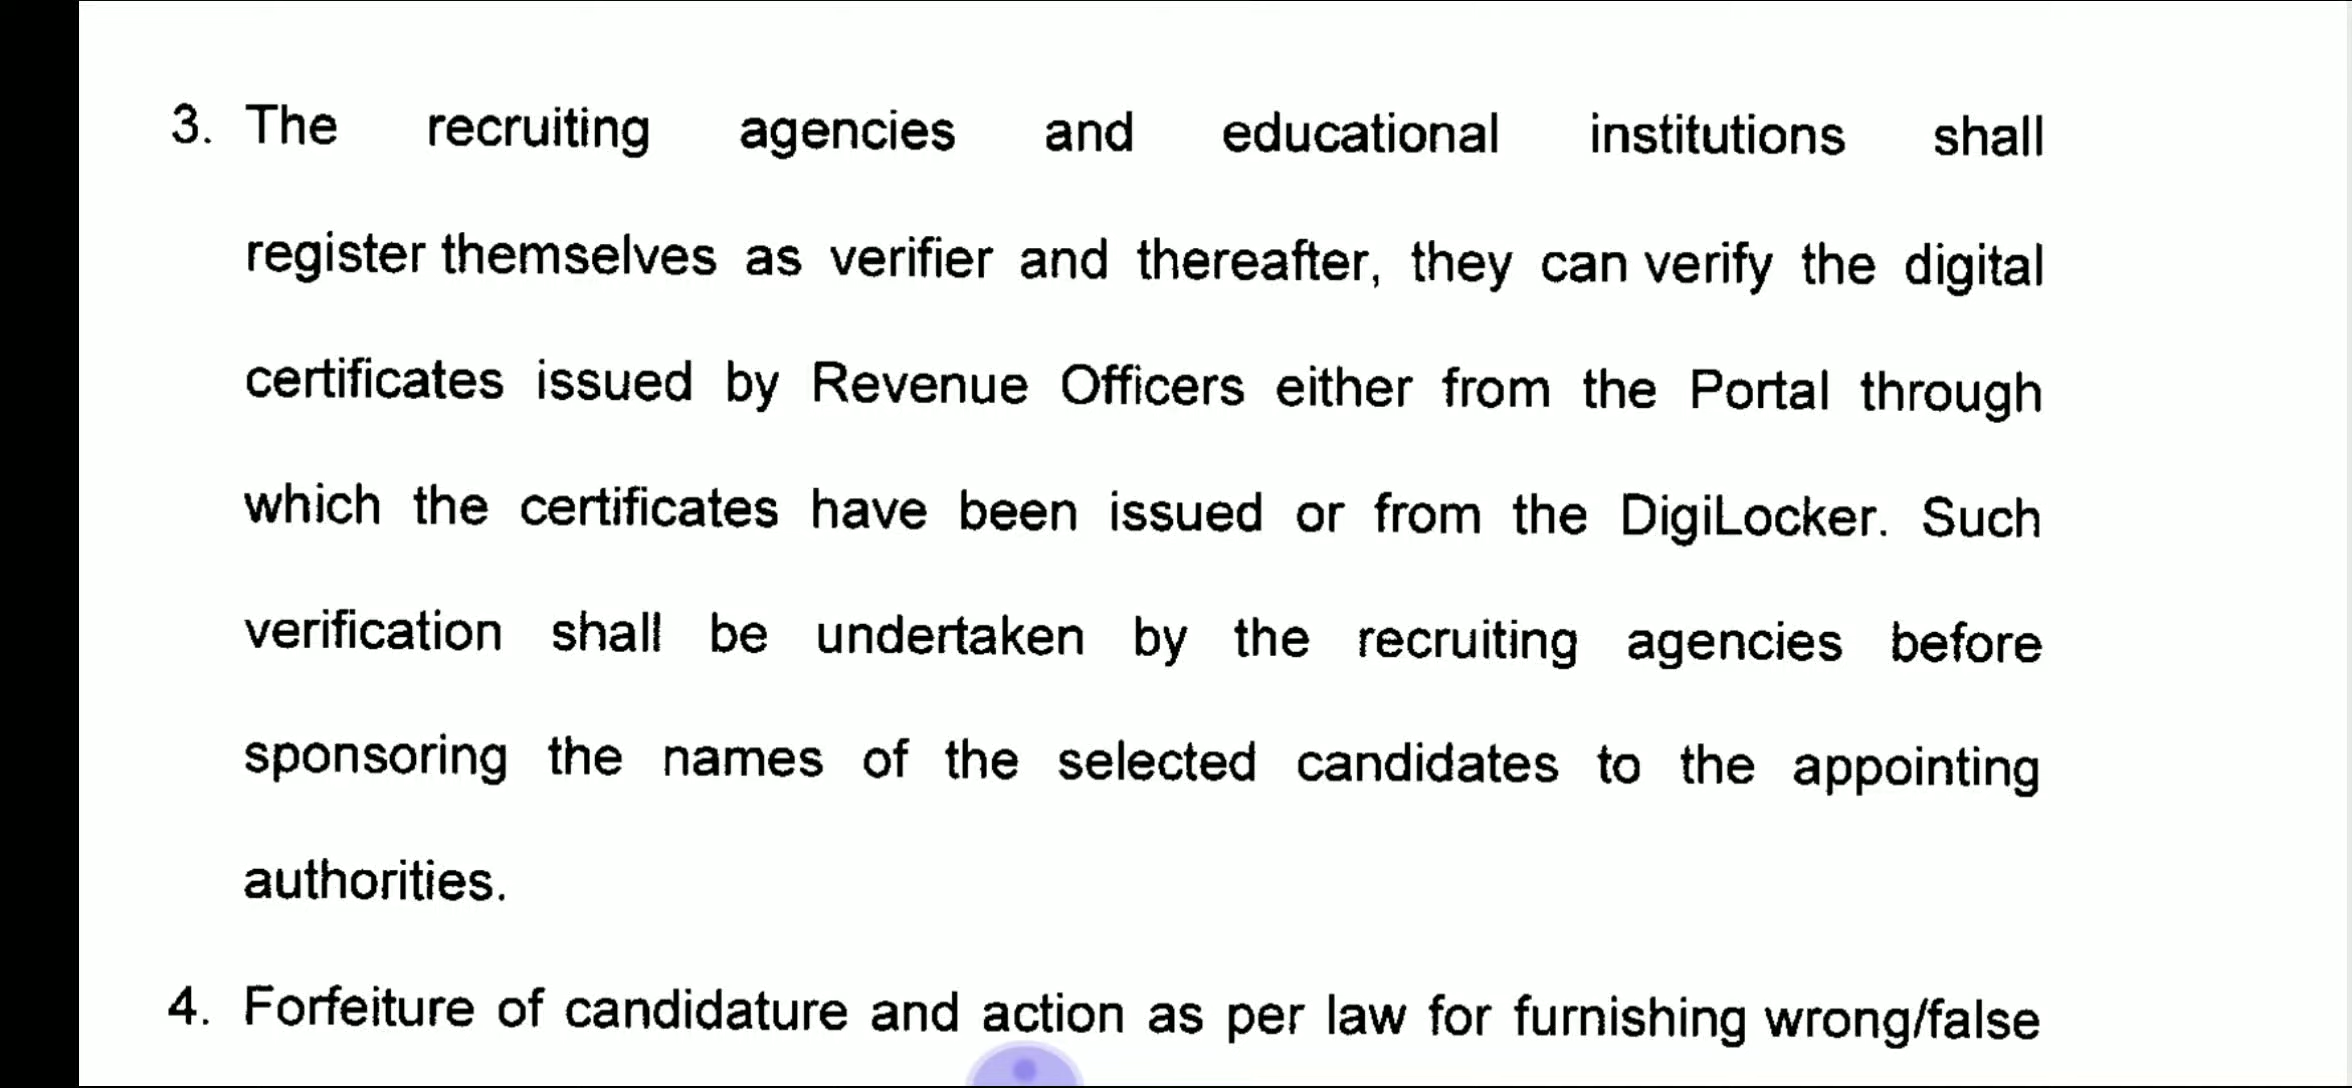 3. The recruiting agencies and educational institutions shall
register themselves as verifier and thereafter, they can verify the digital
certificates issued by Revenue Officers either from the Portal through
which the certificates have been issued or from the DigiLocker. Such
verification shall be undertaken by the recruiting agencies before
sponsoring the names of the selected candidates to the appointing
authorities.
4. Forfeiture of candidature and action as per law for furnishing wrong/false